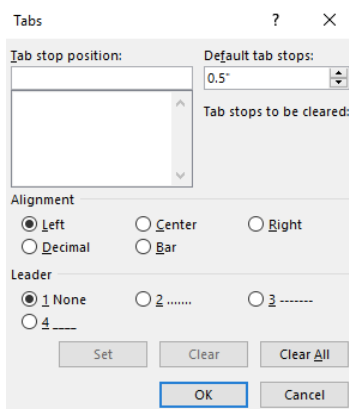 Tabs ? ×
Tab stop position: Default tab stops:
0.5"
Tab stops to be cleared:
Alignment
Left Center Right
Decimal Bar
Leader
1 None 2 ....... 3 -------
4 ____
Set Clear Clear All
OK Cancel